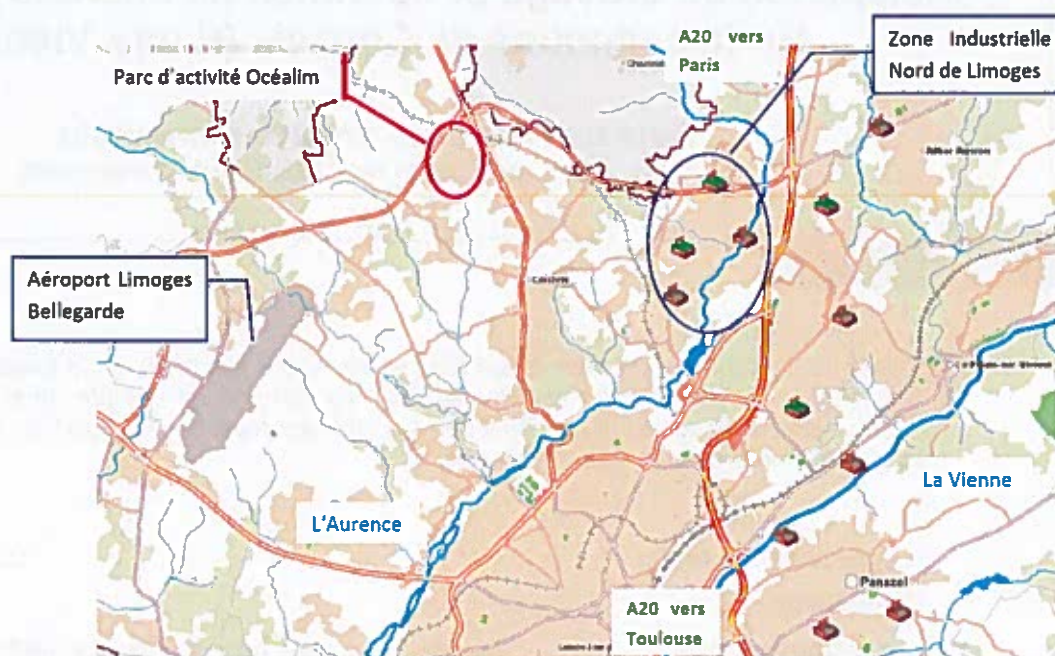 A20 vers
Paris
Zone Industrielle
Nord de Limoges
Parc d'activité Océalim
Aéroport Limoges
Bellegarde
L'Aurence
La Vienne
Panazol
A20 vers
Toulouse